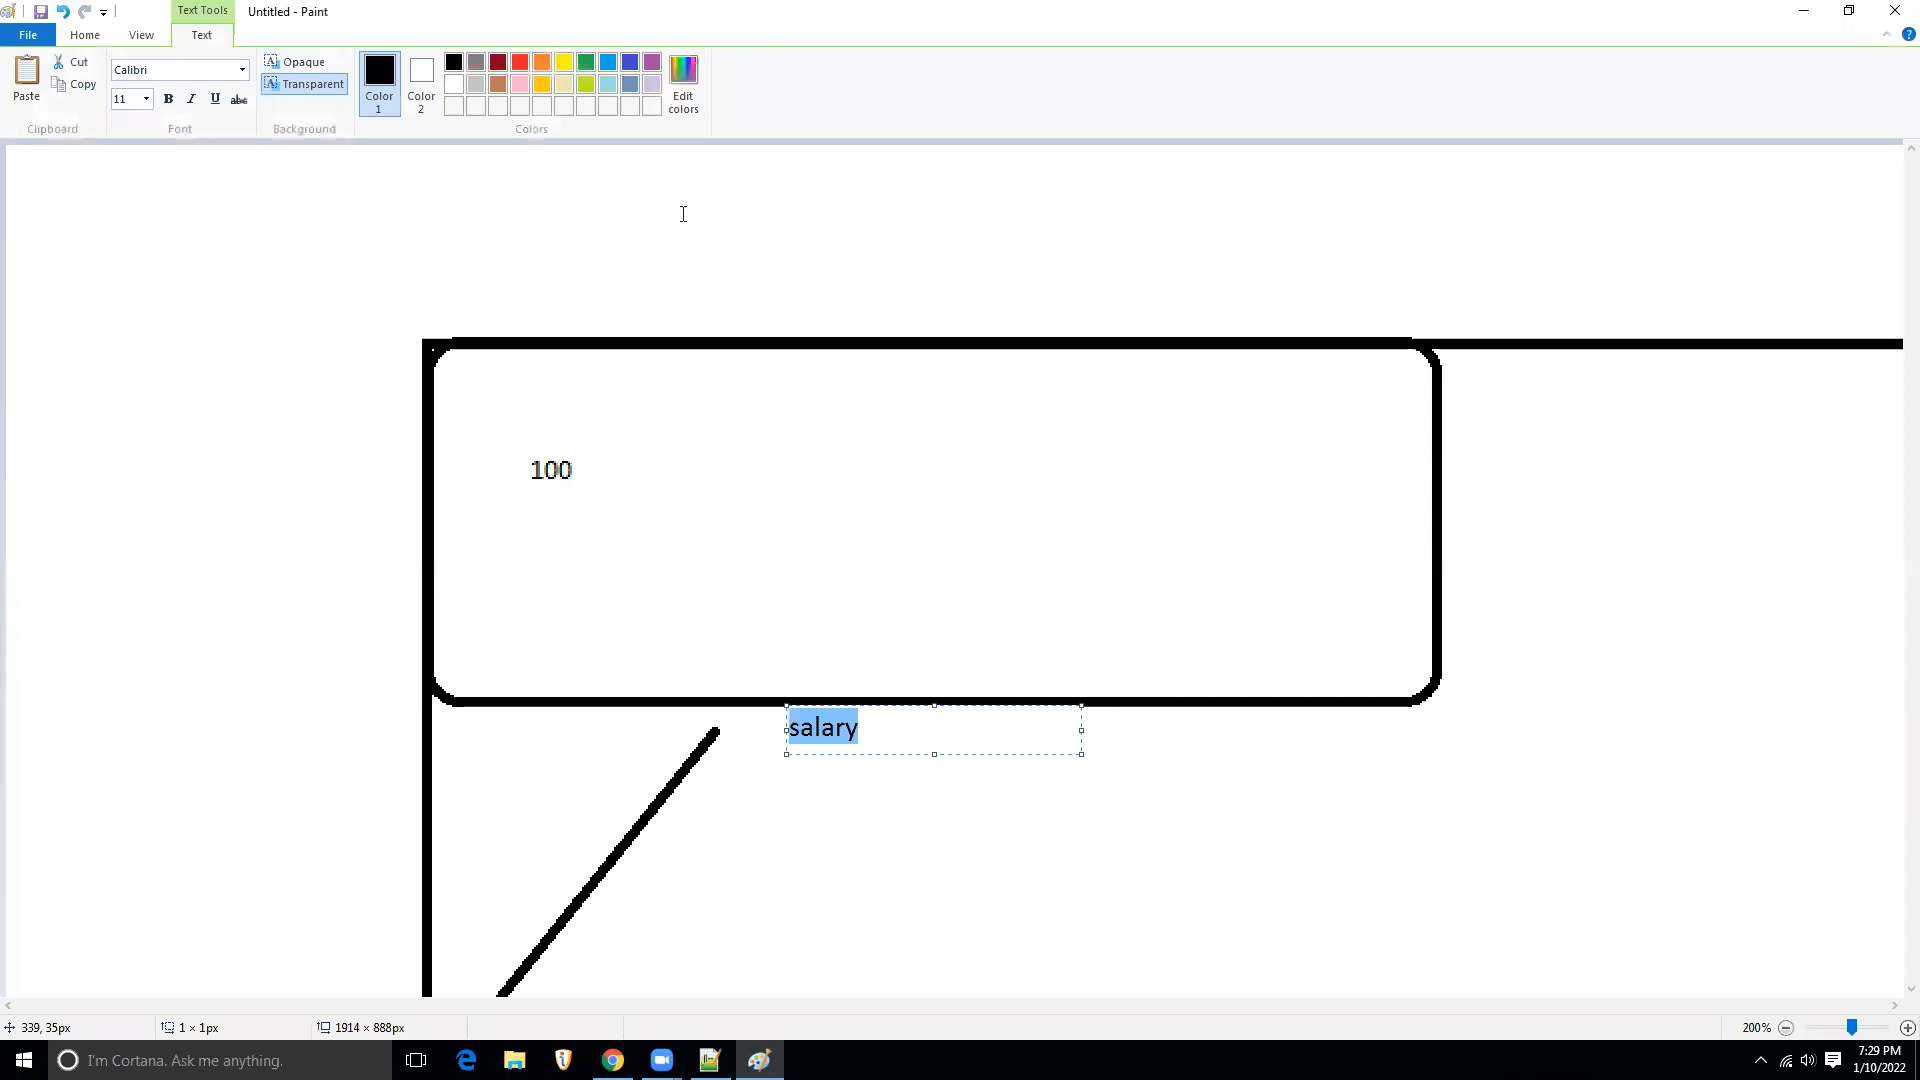 Text Tools
Untitled - Paint
File
Home
View
Text
Paste
Cut
Copy
Clipboard
Calibri
11
B I U abc
Font
Opaque
Transparent
Background
Color 1
Color 2
Colors
Edit colors
100
salary
339, 35px
1 × 1px
1914 × 888px
200%
I'm Cortana. Ask me anything.
7:29 PM
1/10/2022